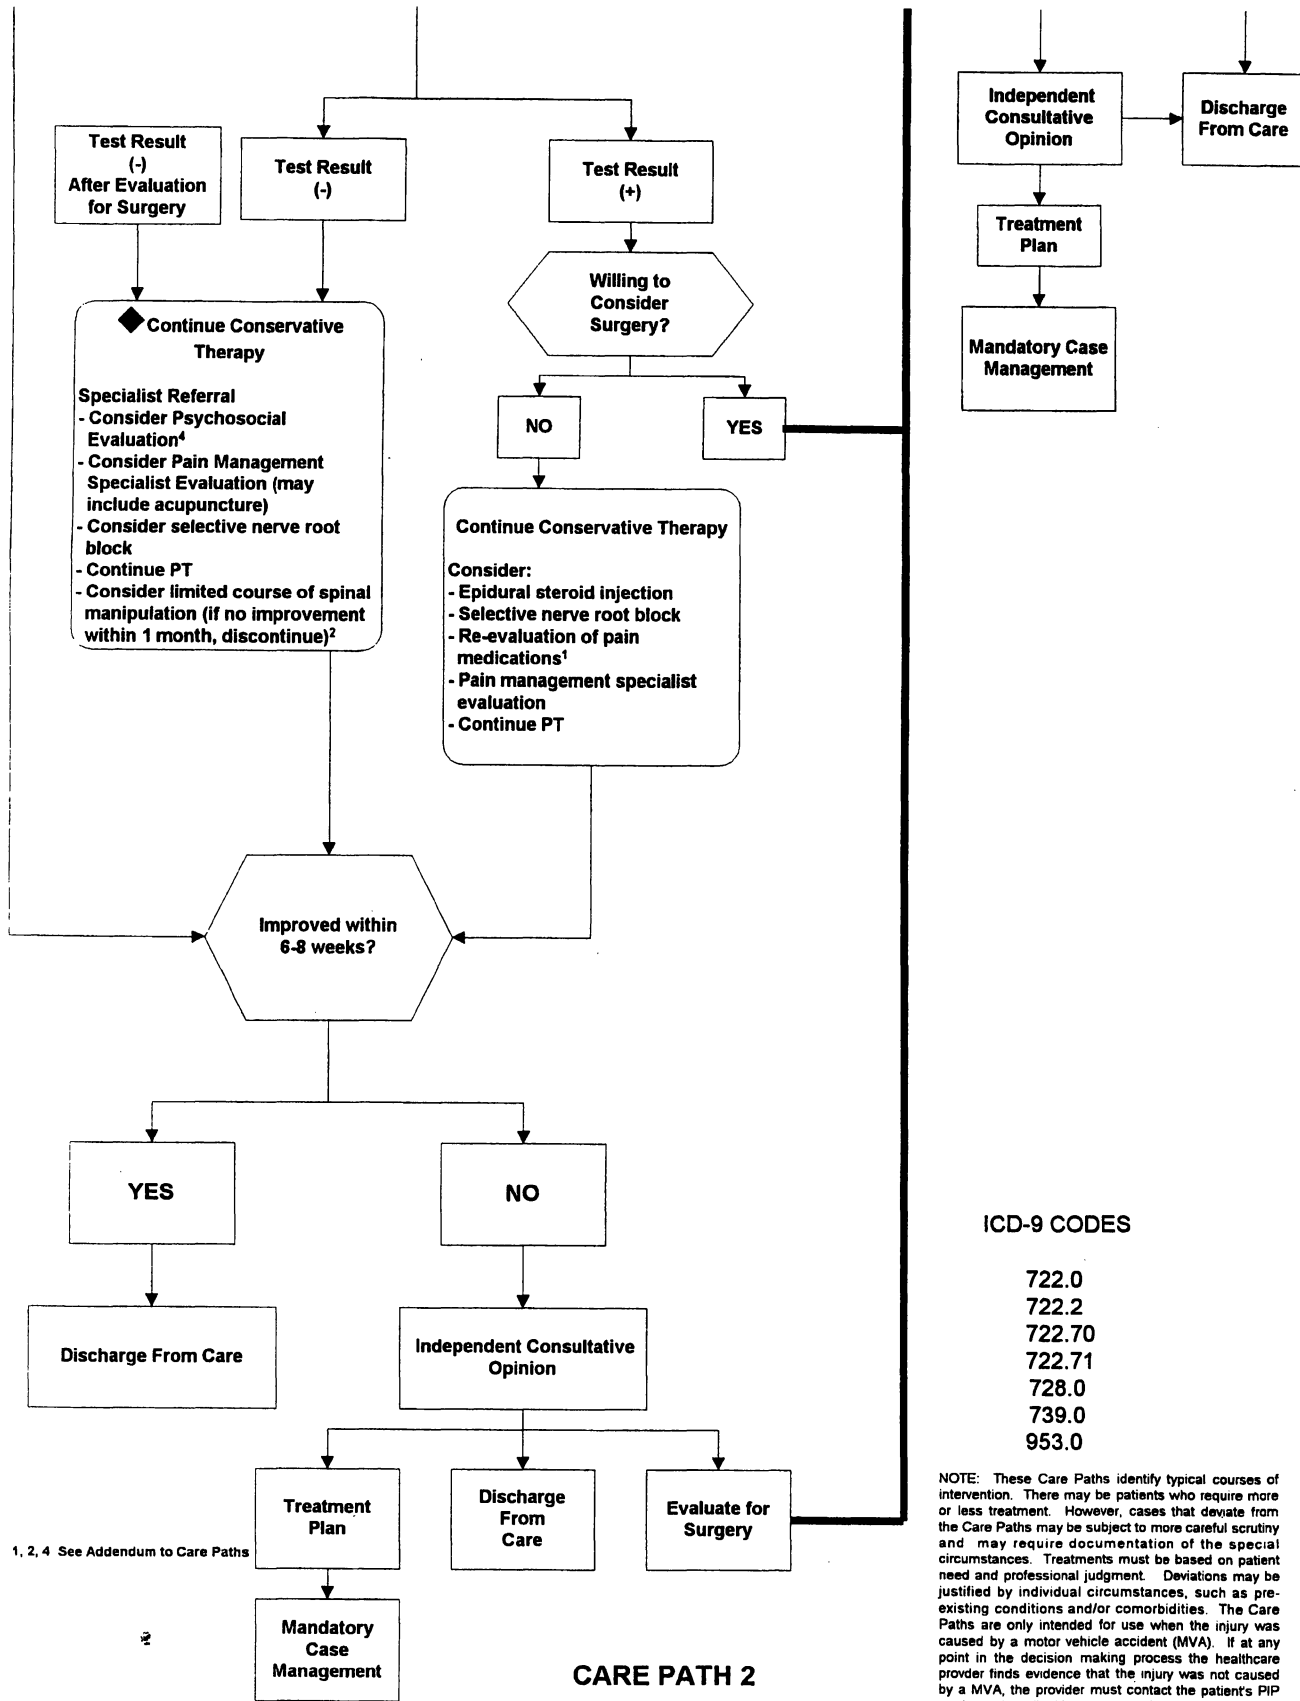 Independent
Consultative
Opinion
Discharge
From Care
Test Result
(-)
After Evaluation
for Surgery
Test Result
(-)
Test Result
(+)
Treatment
Plan
Mandatory Case
Management
Willing to
Consider
Surgery?
NO
YES
◆ Continue Conservative
Therapy
Specialist Referral
- Consider Psychosocial
Evaluation⁴
- Consider Pain Management
Specialist Evaluation (may
include acupuncture)
- Consider selective nerve root
block
- Continue PT
- Consider limited course of spinal
manipulation (if no improvement
within 1 month, discontinue)²
Continue Conservative Therapy
Consider:
- Epidural steroid injection
- Selective nerve root block
- Re-evaluation of pain
medications¹
- Pain management specialist
evaluation
- Continue PT
Improved within
6-8 weeks?
YES
NO
Discharge From Care
Independent Consultative
Opinion
Treatment
Plan
Discharge
From
Care
Evaluate for
Surgery
Mandatory
Case
Management
1, 2, 4 See Addendum to Care Paths
CARE PATH 2
ICD-9 CODES
722.0
722.2
722.70
722.71
728.0
739.0
953.0
NOTE: These Care Paths identify typical courses of
intervention. There may be patients who require more
or less treatment. However, cases that deviate from
the Care Paths may be subject to more careful scrutiny
and may require documentation of the special
circumstances. Treatments must be based on patient
need and professional judgment. Deviations may be
justified by individual circumstances, such as pre-
existing conditions and/or comorbidities. The Care
Paths are only intended for use when the injury was
caused by a motor vehicle accident (MVA). If at any
point in the decision making process the healthcare
provder finds evidence that the injury was not caused
by a MVA, the provider must contact the patient's PIP